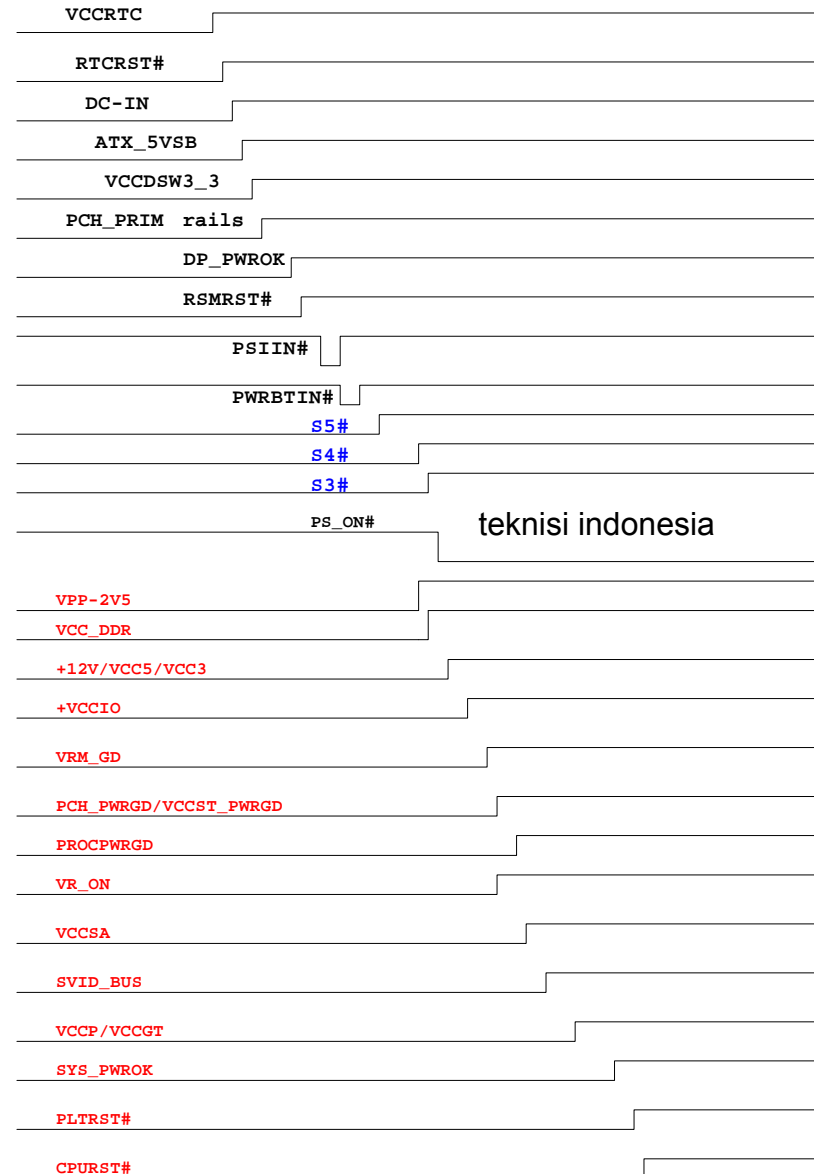 VCCRTC
RTCRST#
DC-IN
ATX_5VSB
VCCDSW3_3
PCH_PRIM rails
DP_PWROK
RSMRST#
PSIIN#
PWRBTIN#
S5#
S4#
S3#
PS_ON# teknisi indonesia
VPP-2V5
VCC_DDR
+12V/VCC5/VCC3
+VCCIO
VRM_GD
PCH_PWRGD/VCCST_PWRGD
PROCPWRGD
VR_ON
VCCSA
SVID_BUS
VCCP/VCCGT
SYS_PWROK
PLTRST#
CPURST#